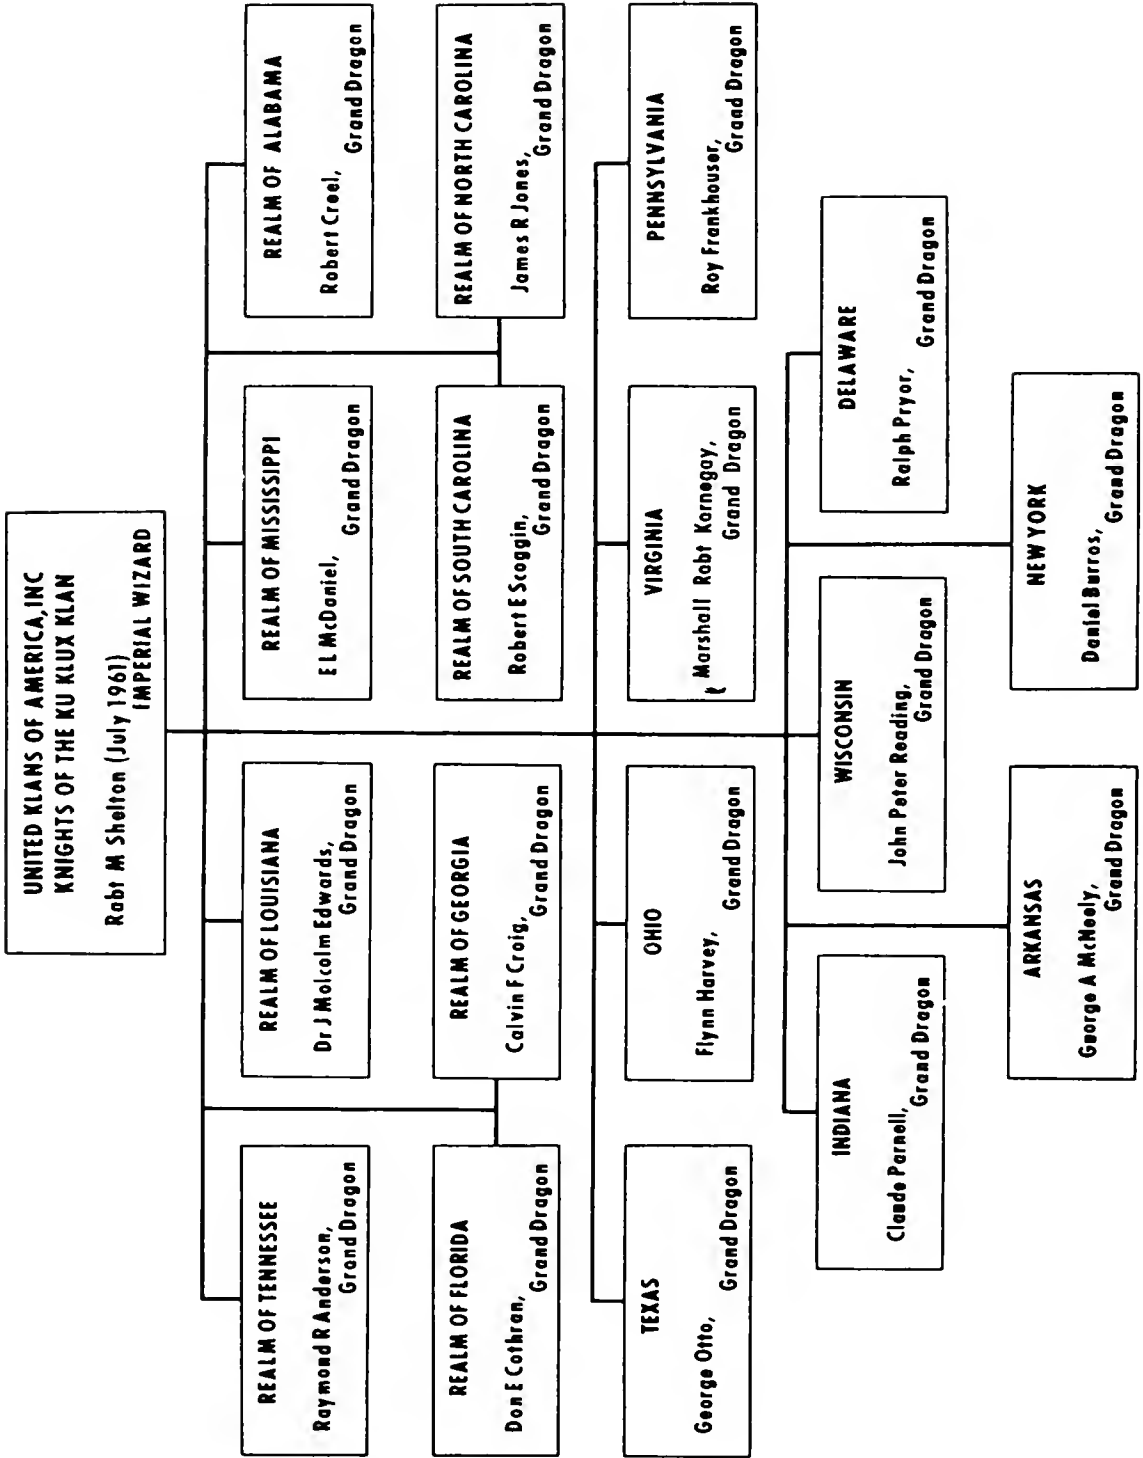 UNITED KLANS OF AMERICA, INC
KNIGHTS OF THE KU KLUX KLAN
Robt M Shelton (July 1961)
IMPERIAL WIZARD
REALM OF TENNESSEE
Raymond R Anderson,
Grand Dragon
REALM OF LOUISIANA
Dr J Malcolm Edwards,
Grand Dragon
REALM OF MISSISSIPPI
E L McDaniel,
Grand Dragon
REALM OF ALABAMA
Robert Creel,
Grand Dragon
REALM OF FLORIDA
Don E Cothran,
Grand Dragon
REALM OF GEORGIA
Calvin F Craig,
Grand Dragon
REALM OF SOUTH CAROLINA
Robert E Scoggin,
Grand Dragon
REALM OF NORTH CAROLINA
James R Jones,
Grand Dragon
TEXAS
George Otto,
Grand Dragon
OHIO
Flynn Harvey,
Grand Dragon
VIRGINIA
Marshall Robt Kornegay,
Grand Dragon
PENNSYLVANIA
Roy Frankhouser,
Grand Dragon
INDIANA
Claude Parnell,
Grand Dragon
WISCONSIN
John Peter Reading,
Grand Dragon
DELAWARE
Ralph Pryor,
Grand Dragon
ARKANSAS
George A McNeely,
Grand Dragon
NEW YORK
Daniel Burros,
Grand Dragon